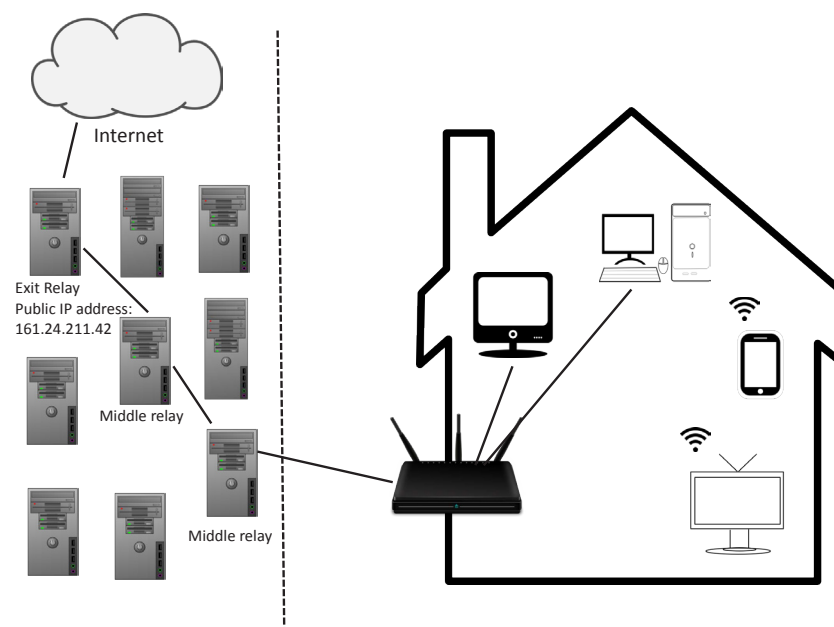 Internet
Exit Relay
Public IP address:
161.24.211.42
Middle relay
Middle relay